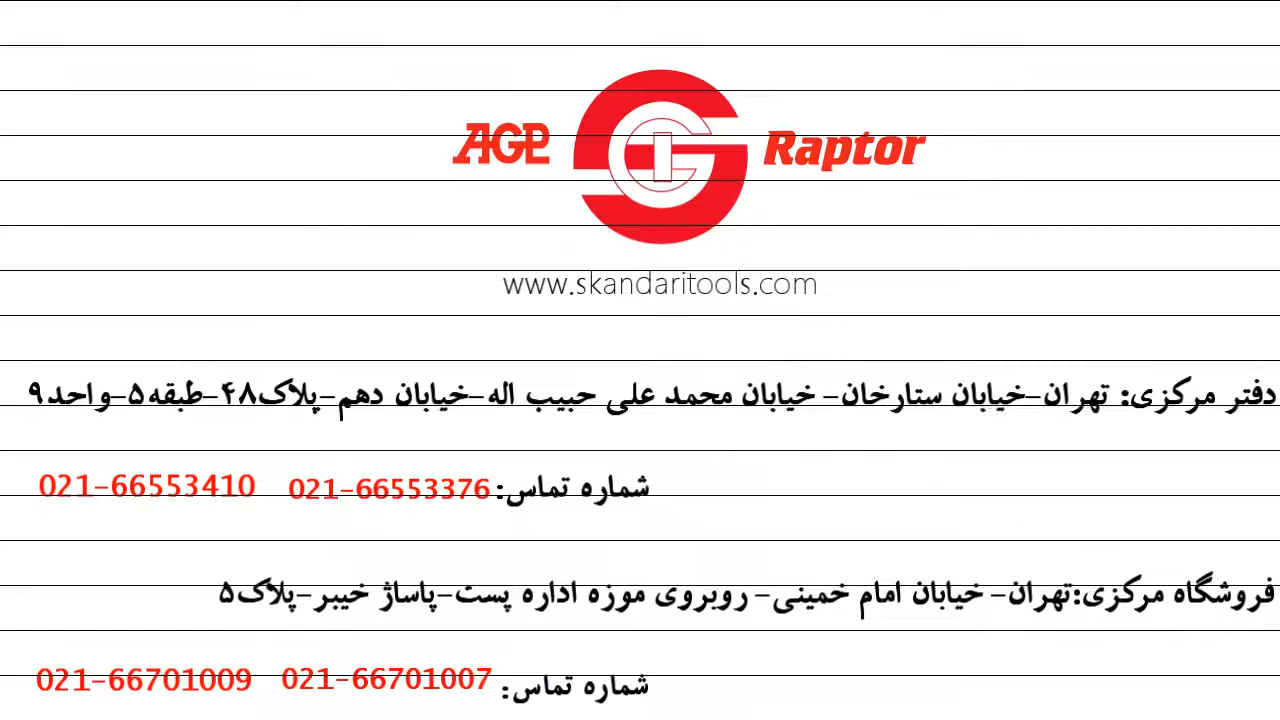 AGP Raptor
www.skandaritools.com
دفتر مرکزی: تهران-خیابان ستارخان- خیابان محمد علی حبیب اله-خیابان دهم-پلاک۴۸-طبقه۵-واحد۹
شماره تماس: 021-66553376 021-66553410
فروشگاه مرکزی:تهران- خیابان امام خمینی- روبروی موزه اداره پست-پاساژ خیبر-پلاک۵
شماره تماس: 021-66701007 021-66701009